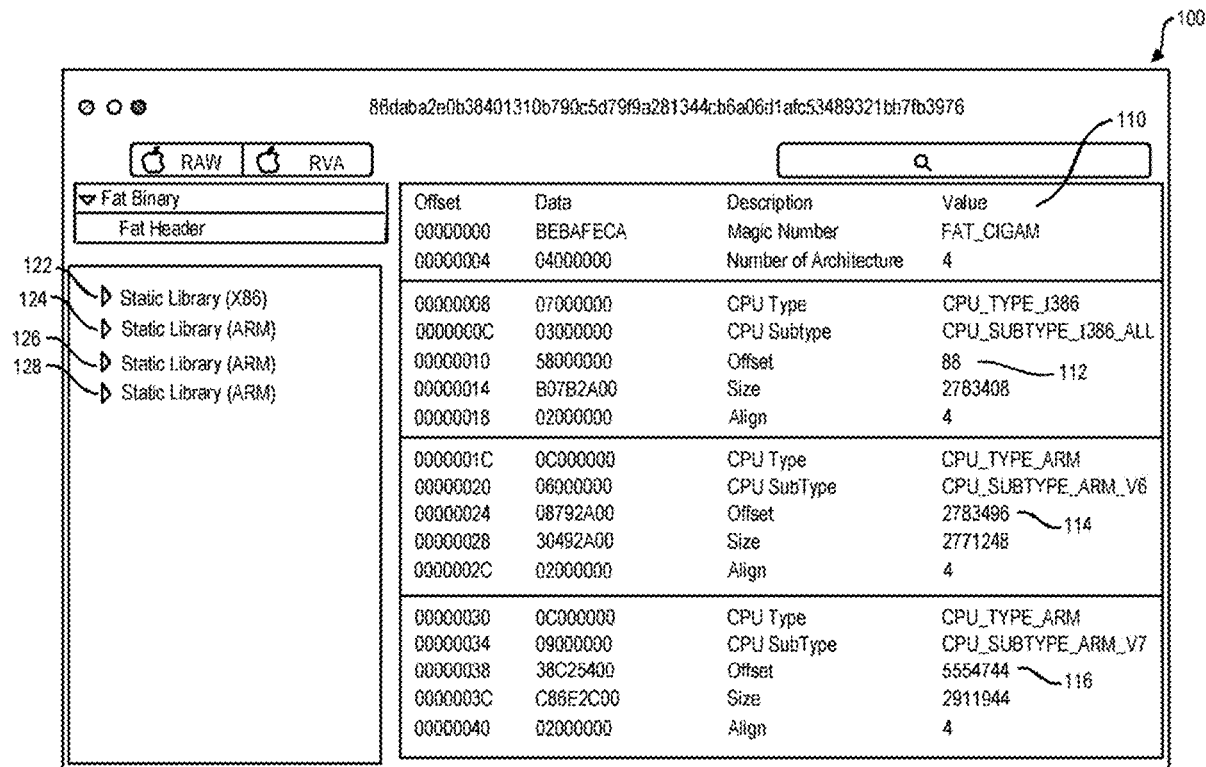 100
86daba2e0b38401310b790c5d79f9a281344cb6a06d1afc53489321bb7fb3976
110
RAW RVA
Fat Binary
Fat Header
Offset Data Description Value
00000000 BEBAFECA Magic Number FAT_CIGAM
00000004 04000000 Number of Architecture 4
122 Static Library (X86)
124 Static Library (ARM)
126 Static Library (ARM)
128 Static Library (ARM)
00000008 07000000 CPU Type CPU_TYPE_I386
0000000C 03000000 CPU Subtype CPU_SUBTYPE_I386_ALL
00000010 58000000 Offset 88
112
00000014 B0782A00 Size 2783408
00000018 02000000 Align 4
0000001C 0C000000 CPU Type CPU_TYPE_ARM
00000020 06000000 CPU SubType CPU_SUBTYPE_ARM_V6
00000024 08792A00 Offset 2783496
114
00000028 30492A00 Size 2771248
0000002C 02000000 Align 4
00000030 0C000000 CPU Type CPU_TYPE_ARM
00000034 09000000 CPU SubType CPU_SUBTYPE_ARM_V7
00000038 38C25400 Offset 5554744
116
0000003C C86E2C00 Size 2911944
00000040 02000000 Align 4